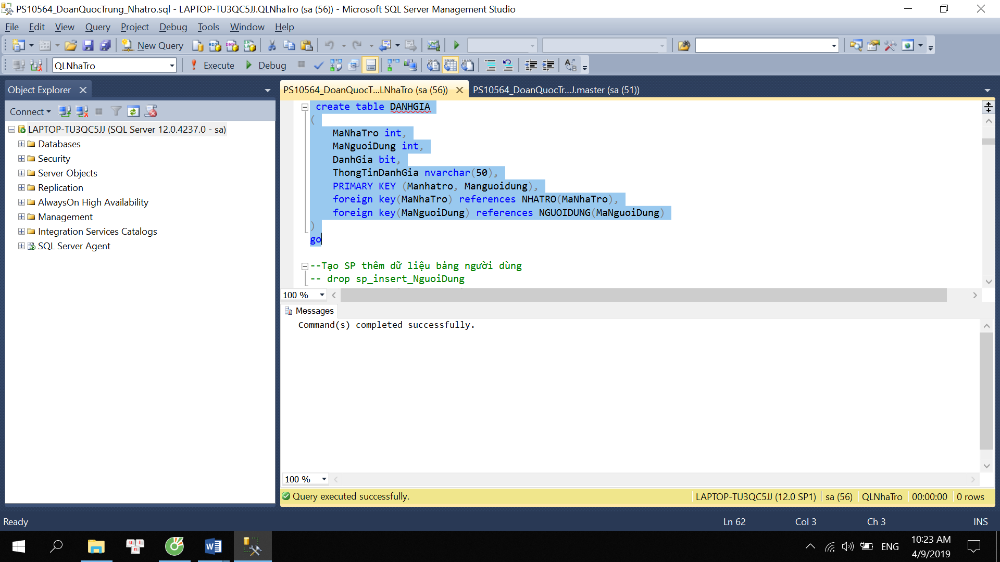 PS10564_DoanQuocTrung_Nhatro.sql - LAPTOP-TU3QC5JJ.QLNhaTro (sa (56)) - Microsoft SQL Server Management Studio
File Edit View Query Project Debug Tools Window Help
New Query
QLNhaTro Execute Debug
Object Explorer
Connect
LAPTOP-TU3QC5JJ (SQL Server 12.0.4237.0 - sa)
Databases
Security
Server Objects
Replication
AlwaysOn High Availability
Management
Integration Services Catalogs
SQL Server Agent
PS10564_DoanQuocT...LNhaTro (sa (56)) PS10564_DoanQuocTr...J.master (sa (51))
create table DANHGIA
(
MaNhaTro int,
MaNguoiDung int,
DanhGia bit,
ThongTinDanhGia nvarchar(50),
PRIMARY KEY (Manhatro, Manguoidung),
foreign key(MaNhaTro) references NHATRO(MaNhaTro),
foreign key(MaNguoiDung) references NGUOIDUNG(MaNguoiDung)
)
go
--Tạo SP thêm dữ liệu bảng người dùng
-- drop sp_insert_NguoiDung
100 %
Messages
Command(s) completed successfully.
100 %
Query executed successfully. LAPTOP-TU3QC5JJ (12.0 SP1) sa (56) QLNhaTro 00:00:00 0 rows
Ready Ln 62 Col 3 Ch 3 INS
ENG
10:23 AM
4/9/2019